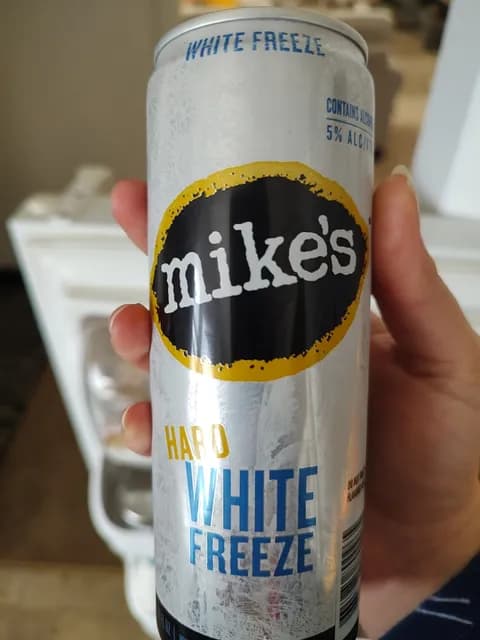 WHITE FREEZE
CONTAINS
5% ALC
mike's
HARD
WHITE
FREEZE